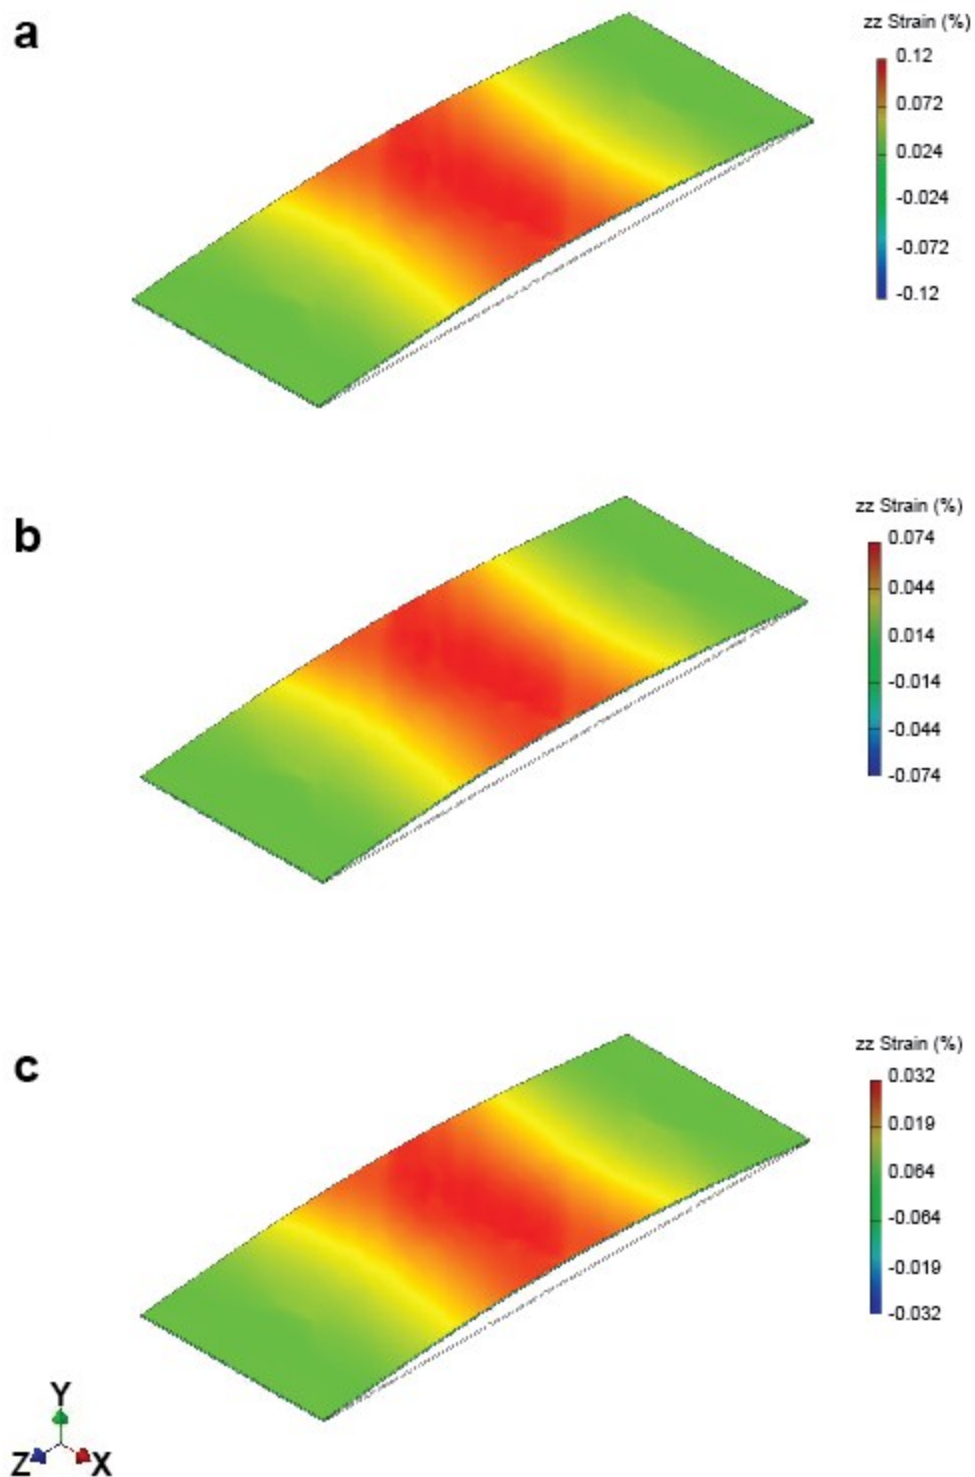 a
zz Strain (%)
0.12
0.072
0.024
-0.024
-0.072
-0.12
b
zz Strain (%)
0.074
0.044
0.014
-0.014
-0.044
-0.074
c
zz Strain (%)
0.032
0.019
0.064
-0.064
-0.019
-0.032
Y
Z X